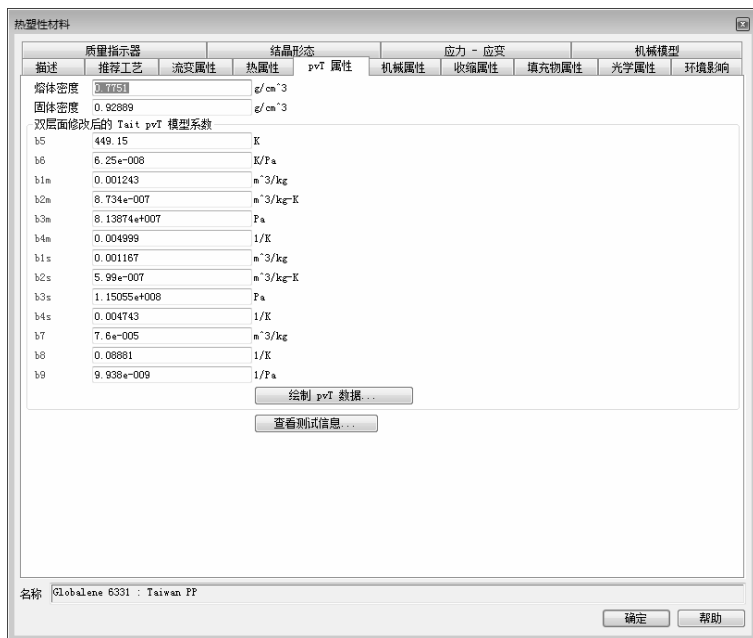 热塑性材料
质量指示器 结晶形态 应力 - 应变 机械模型
描述 推荐工艺 流变属性 热属性 pvT 属性 机械属性 收缩属性 填充物属性 光学属性 环境影响
熔体密度 0.7751 g/cm^3
固体密度 0.92889 g/cm^3
双层面修改后的 Tait pvT 模型系数
b5 449.15 K
b6 6.25e-008 K/Pa
b1m 0.001243 m^3/kg
b2m 8.734e-007 m^3/kg-K
b3m 8.13874e+007 Pa
b4m 0.004999 1/K
b1s 0.001167 m^3/kg
b2s 5.99e-007 m^3/kg-K
b3s 1.15055e+008 Pa
b4s 0.004743 1/K
b7 7.6e-005 m^3/kg
b8 0.08881 1/K
b9 9.938e-009 1/Pa
绘制 pvT 数据...
查看测试信息...
名称 Globalene 6331 : Taiwan PP
确定 帮助